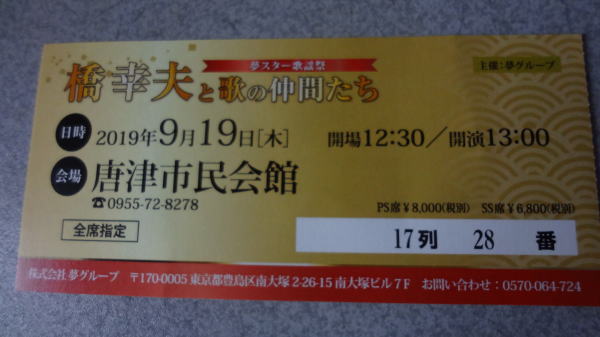 夢スター歌謡祭
主催：夢グループ
橋幸夫と歌の仲間たち
日時 2019年9月19日[木] 開場12:30／開演13:00
会場 唐津市民会館
☎0955-72-8278
PS席￥8,000(税別) SS席￥6,800(税別)
全席指定
17列 28 番
株式会社 夢グループ 〒170-0005 東京都豊島区南大塚 2-26-15 南大塚ビル 7F お問い合わせ：0570-064-724